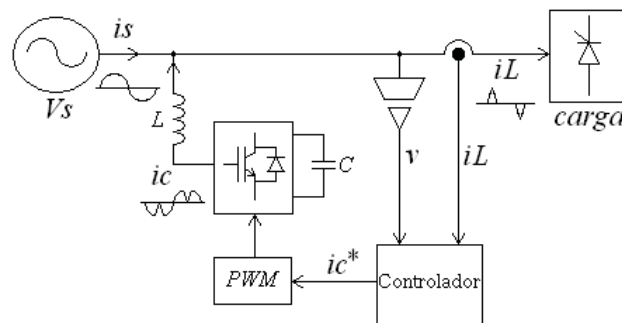 is
Vs
L
iL
carga
ic
C
v
iL
PWM
ic*
Controlador